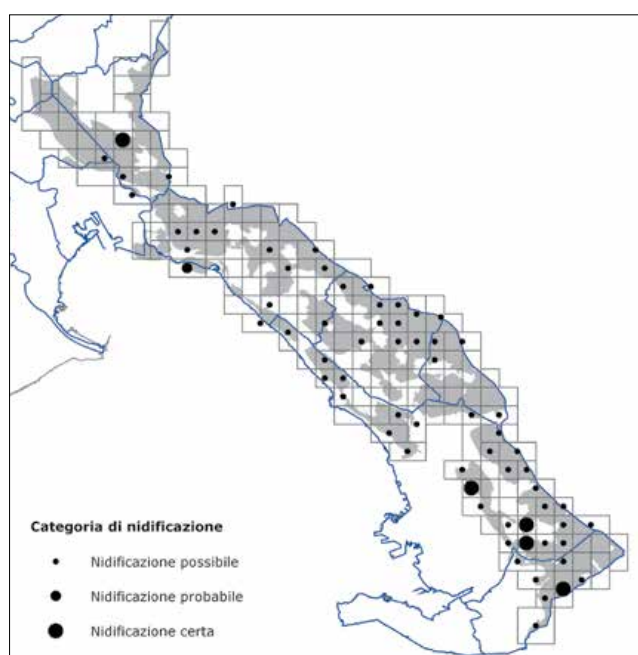 Categoria di nidificazione
Nidificazione possibile
Nidificazione probabile
Nidificazione certa